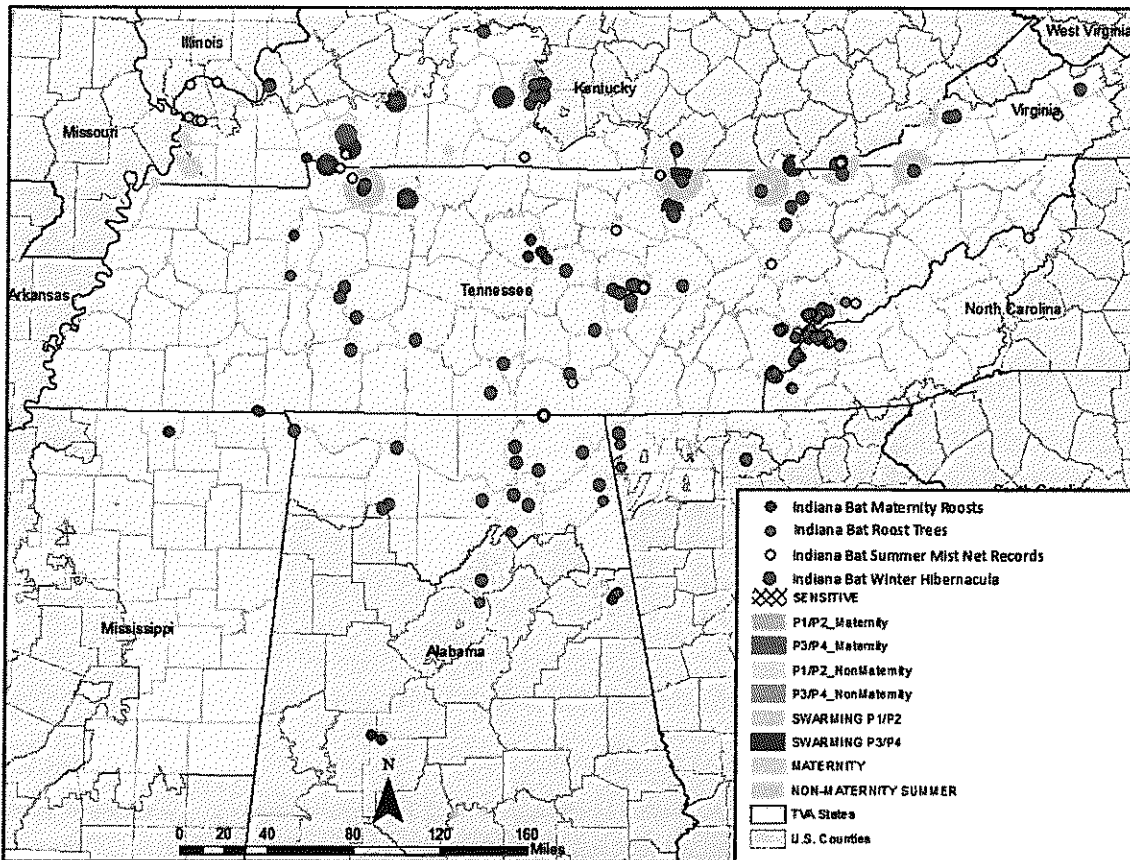 Illinois
West Virginia
Kentucky
Missouri
Virginia
Tennessee
Arkansas
North Carolina
Mississippi
Alabama
N
0 20 40 80 120 160
Miles
Indiana Bat Maternity Roosts
Indiana Bat Roost Trees
Indiana Bat Summer Mist Net Records
Indiana Bat Winter Hibernacula
SENSITIVE
P1/P2_Maternity
P3/P4_Maternity
P1/P2_NonMaternity
P3/P4_NonMaternity
SWARMING P1/P2
SWARMING P3/P4
MATERNITY
NON-MATERNITY SUMMER
TVA States
U.S. Counties